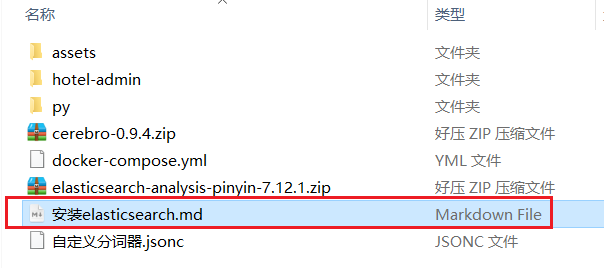 名称 类型
assets 文件夹
hotel-admin 文件夹
py 文件夹
cerebro-0.9.4.zip 好压 ZIP 压缩文件
docker-compose.yml YML 文件
elasticsearch-analysis-pinyin-7.12.1.zip 好压 ZIP 压缩文件
安装elasticsearch.md Markdown File
自定义分词器.jsonc JSONC 文件